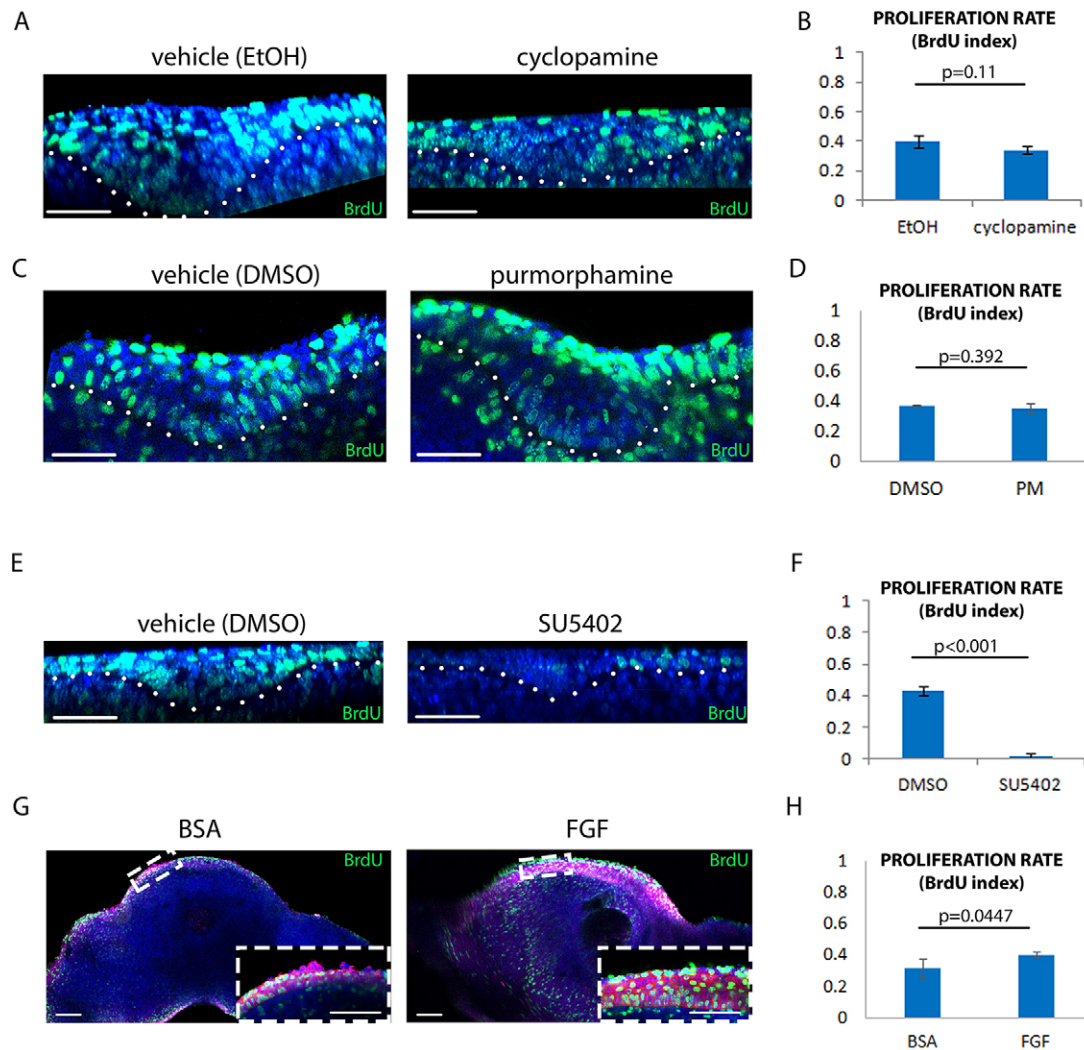 A
vehicle (EtOH)
cyclopamine
BrdU
BrdU
B
PROLIFERATION RATE
(BrdU index)
1
0.8
0.6
0.4
0.2
0
p=0.11
EtOH
cyclopamine
C
vehicle (DMSO)
purmorphamine
BrdU
BrdU
D
PROLIFERATION RATE
(BrdU index)
1
0.8
0.6
0.4
0.2
0
p=0.392
DMSO
PM
E
vehicle (DMSO)
SU5402
BrdU
BrdU
F
PROLIFERATION RATE
(BrdU index)
1
0.8
0.6
0.4
0.2
0
p<0.001
DMSO
SU5402
G
BSA
FGF
BrdU
BrdU
H
PROLIFERATION RATE
(BrdU index)
1
0.8
0.6
0.4
0.2
0
p=0.0447
BSA
FGF